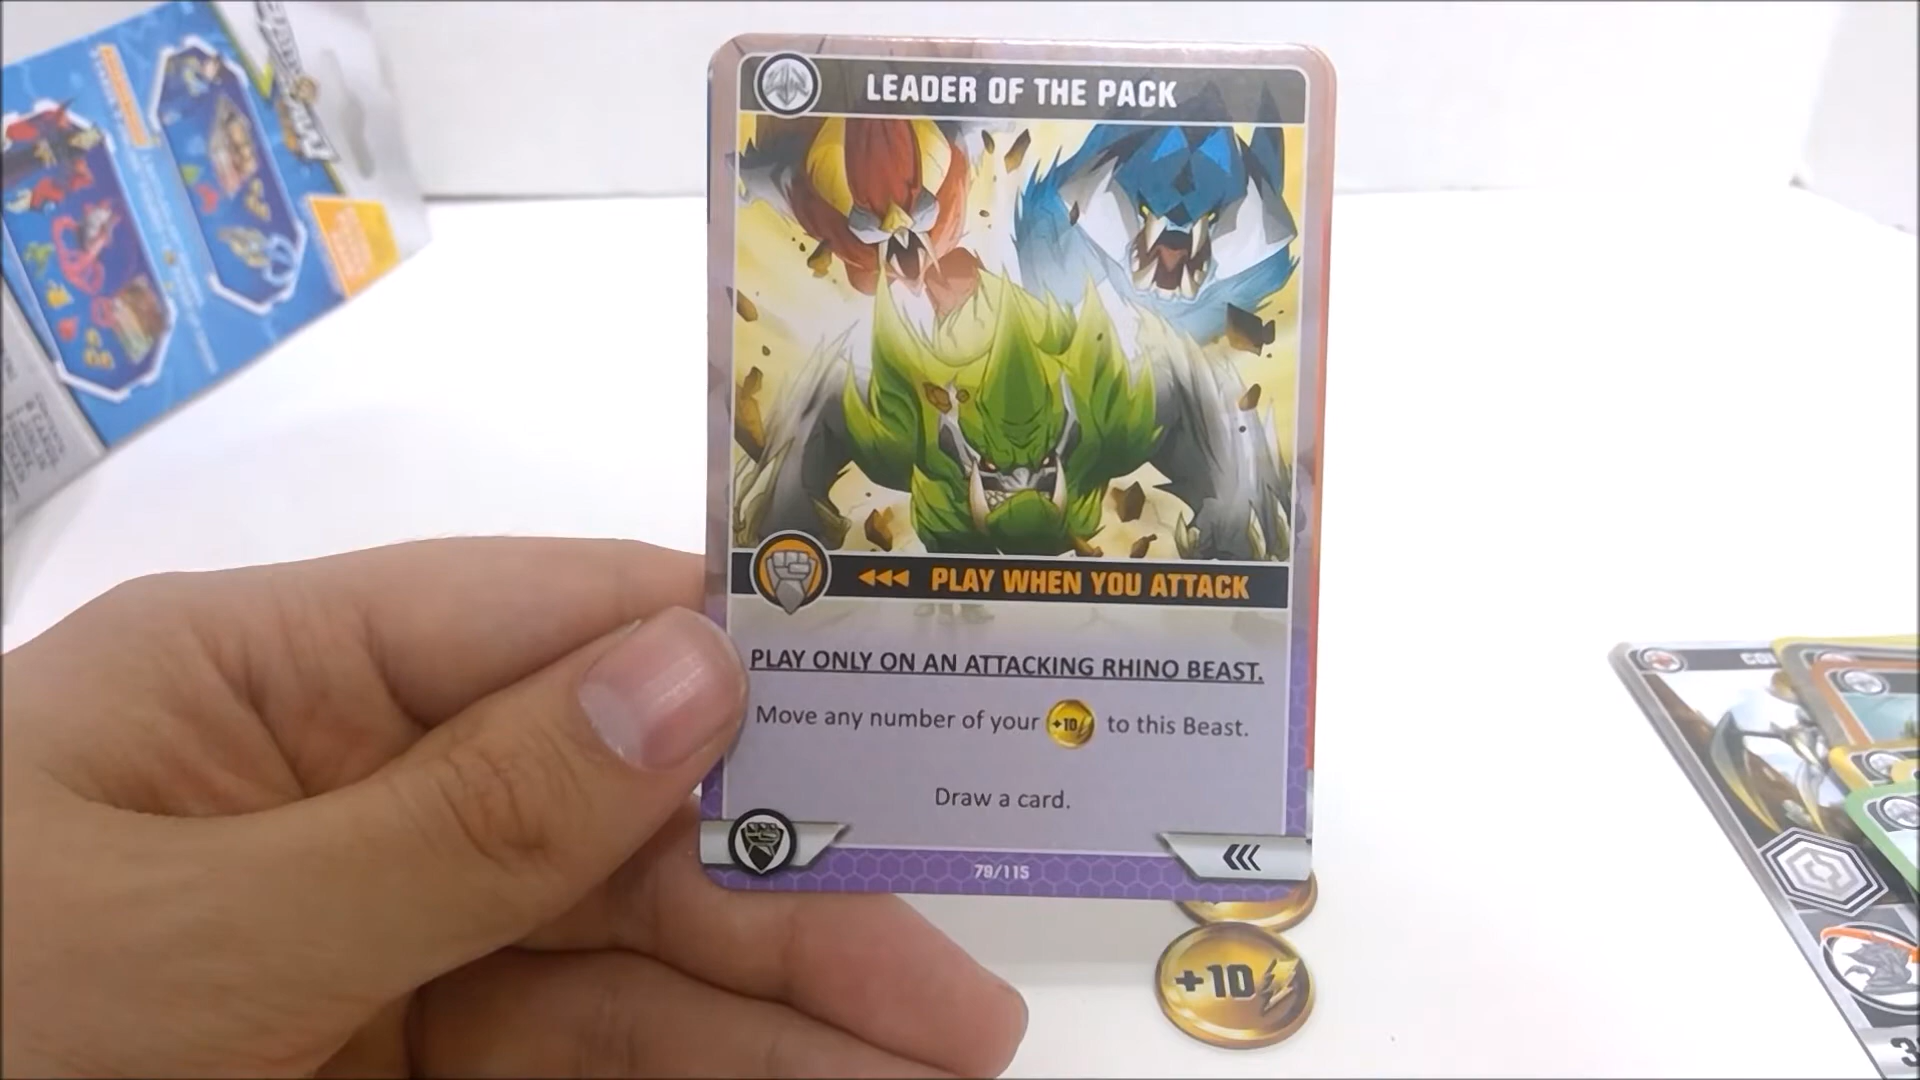 LEADER OF THE PACK
PLAY WHEN YOU ATTACK
PLAY ONLY ON AN ATTACKING RHINO BEAST.
Move any number of your +10 to this Beast.
Draw a card.
79/115
+10